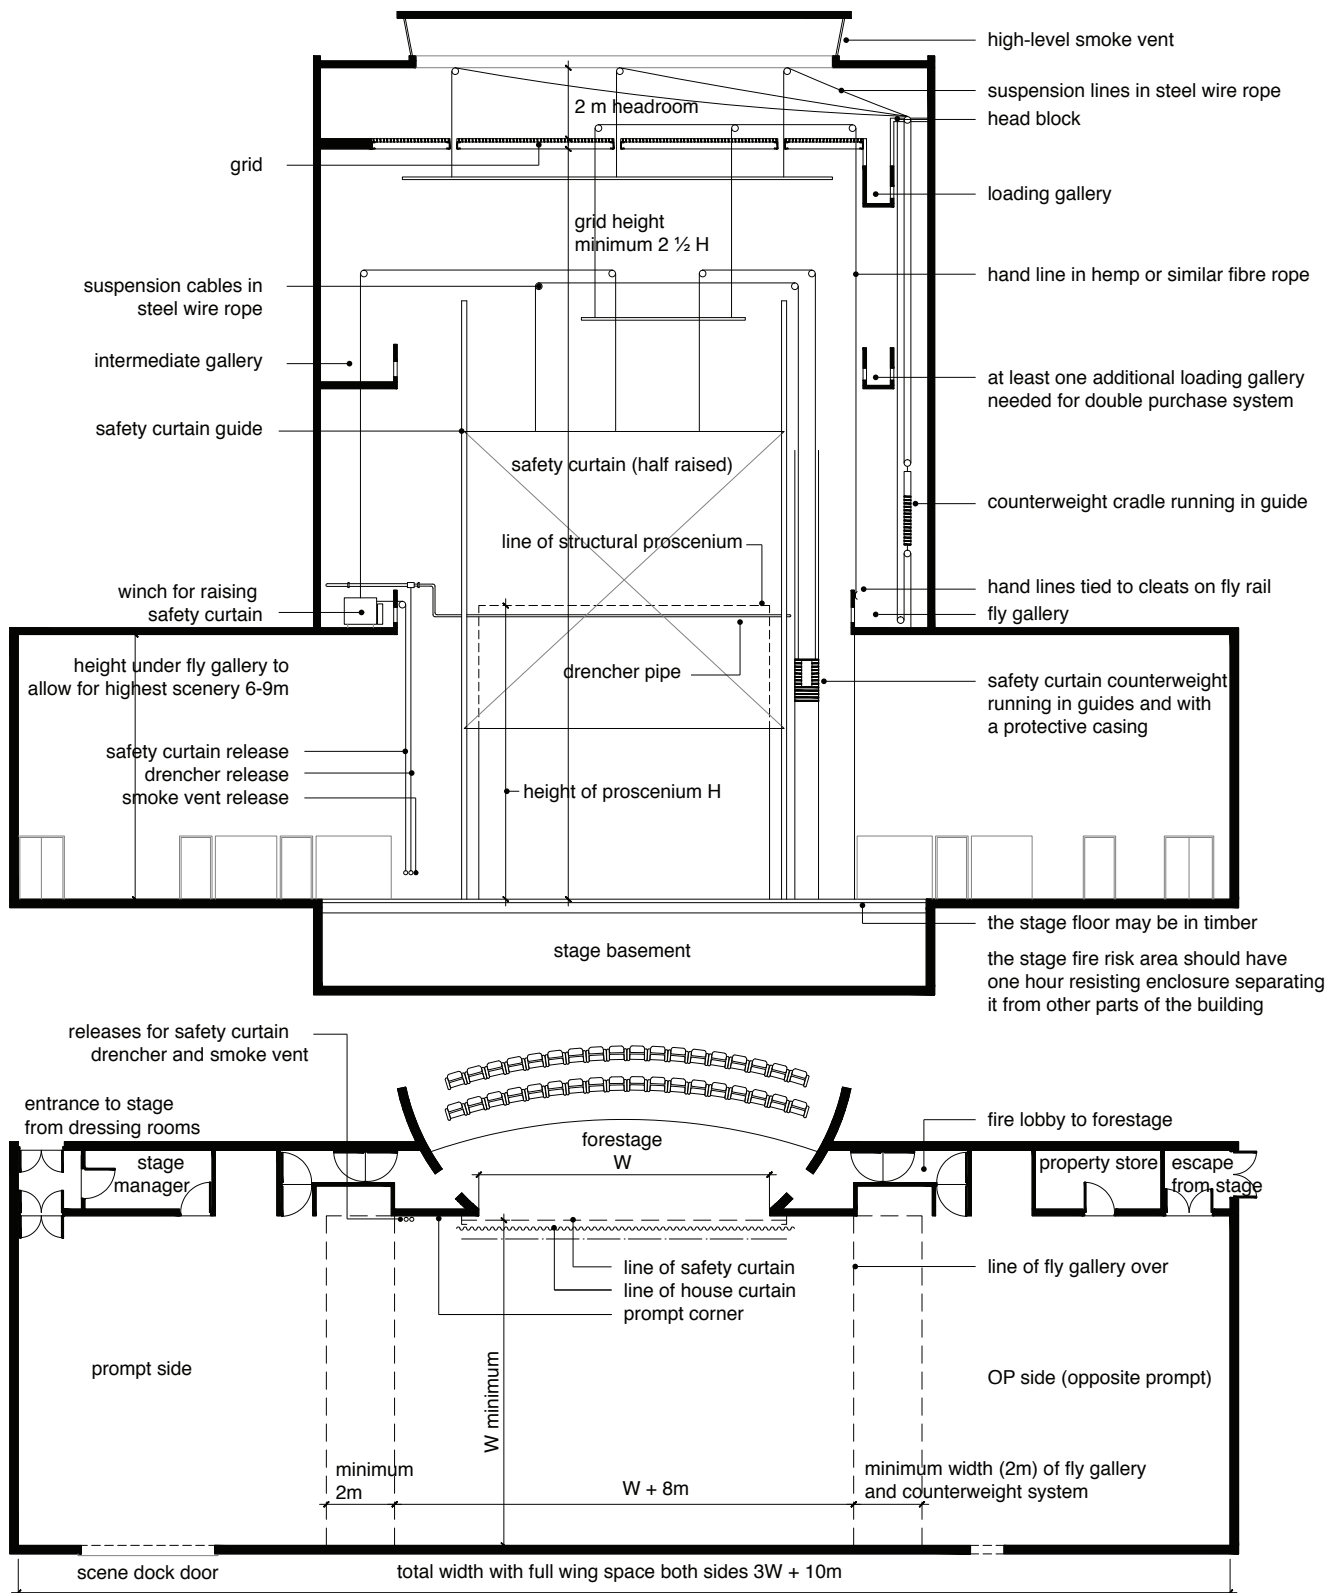 high-level smoke vent
suspension lines in steel wire rope
2 m headroom
head block
grid
loading gallery
grid height
minimum 2 ½ H
suspension cables in
steel wire rope
hand line in hemp or similar fibre rope
intermediate gallery
at least one additional loading gallery
needed for double purchase system
safety curtain guide
safety curtain (half raised)
counterweight cradle running in guide
line of structural proscenium
winch for raising
safety curtain
hand lines tied to cleats on fly rail
fly gallery
height under fly gallery to
allow for highest scenery 6-9m
drencher pipe
safety curtain counterweight
running in guides and with
a protective casing
safety curtain release
drencher release
smoke vent release
height of proscenium H
the stage floor may be in timber
stage basement
the stage fire risk area should have
one hour resisting enclosure separating
it from other parts of the building
releases for safety curtain
drencher and smoke vent
entrance to stage
from dressing rooms
fire lobby to forestage
forestage
W
stage
manager
property store
escape
from stage
line of safety curtain
line of house curtain
prompt corner
line of fly gallery over
prompt side
W minimum
OP side (opposite prompt)
minimum
2m
W + 8m
minimum width (2m) of fly gallery
and counterweight system
scene dock door
total width with full wing space both sides 3W + 10m